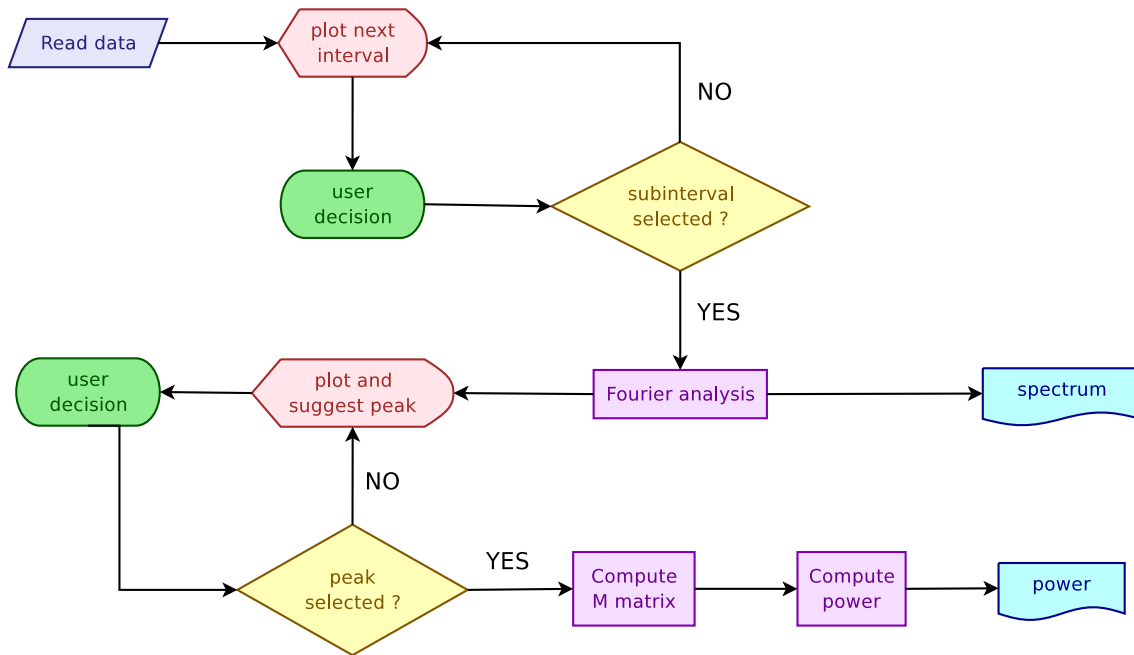 Read data
plot next
interval
NO
user
decision
subinterval
selected ?
YES
user
decision
plot and
suggest peak
Fourier analysis
spectrum
NO
YES
peak
selected ?
Compute
M matrix
Compute
power
power